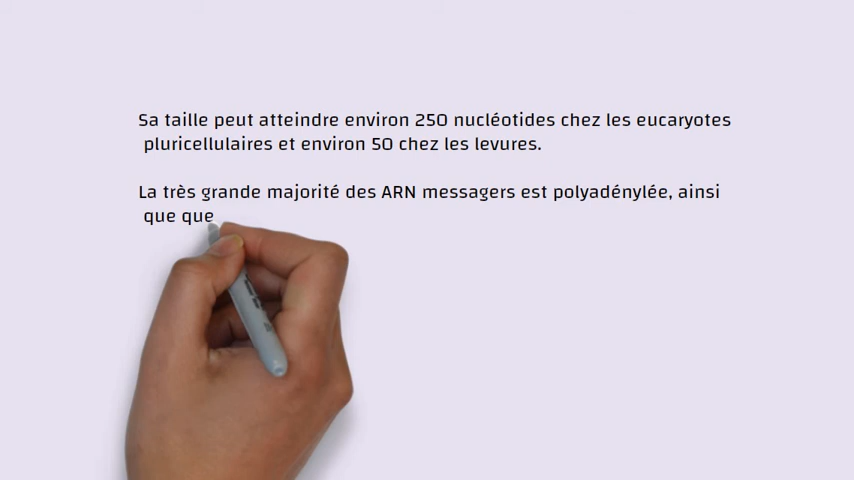 Sa taille peut atteindre environ 250 nucléotides chez les eucaryotes
pluricellulaires et environ 50 chez les levures.
La très grande majorité des ARN messagers est polyadénylée, ainsi
que que